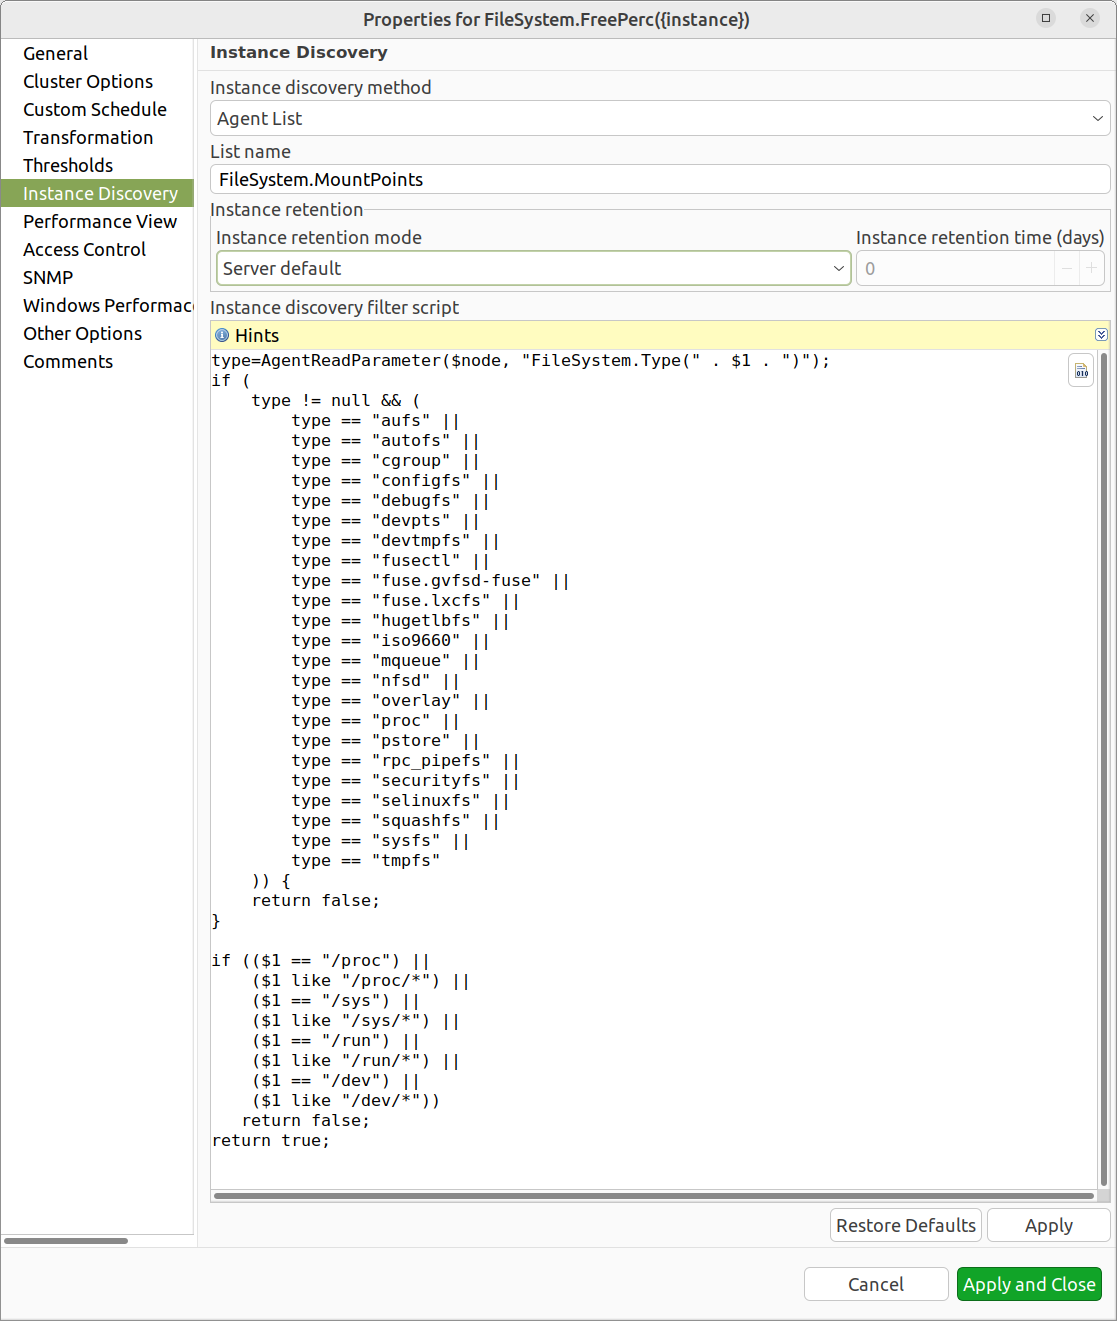 Properties for FileSystem.FreePerc({instance})
General
Cluster Options
Custom Schedule
Transformation
Thresholds
Instance Discovery
Performance View
Access Control
SNMP
Windows Performac
Other Options
Comments
Instance Discovery
Instance discovery method
Agent List
List name
FileSystem.MountPoints
Instance retention
Instance retention mode
Instance retention time (days)
Server default
0
Instance discovery filter script
Hints
type=AgentReadParameter($node, "FileSystem.Type(" . $1 . ")");
if (
    type != null && (
        type == "aufs" ||
        type == "autofs" ||
        type == "cgroup" ||
        type == "configfs" ||
        type == "debugfs" ||
        type == "devpts" ||
        type == "devtmpfs" ||
        type == "fusectl" ||
        type == "fuse.gvfsd-fuse" ||
        type == "fuse.lxcfs" ||
        type == "hugetlbfs" ||
        type == "iso9660" ||
        type == "mqueue" ||
        type == "nfsd" ||
        type == "overlay" ||
        type == "proc" ||
        type == "pstore" ||
        type == "rpc_pipefs" ||
        type == "securityfs" ||
        type == "selinuxfs" ||
        type == "squashfs" ||
        type == "sysfs" ||
        type == "tmpfs"
    )) {
    return false;
}
if (($1 == "/proc") ||
    ($1 like "/proc/*") ||
    ($1 == "/sys") ||
    ($1 like "/sys/*") ||
    ($1 == "/run") ||
    ($1 like "/run/*") ||
    ($1 == "/dev") ||
    ($1 like "/dev/*"))
   return false;
return true;
Restore Defaults
Apply
Cancel
Apply and Close